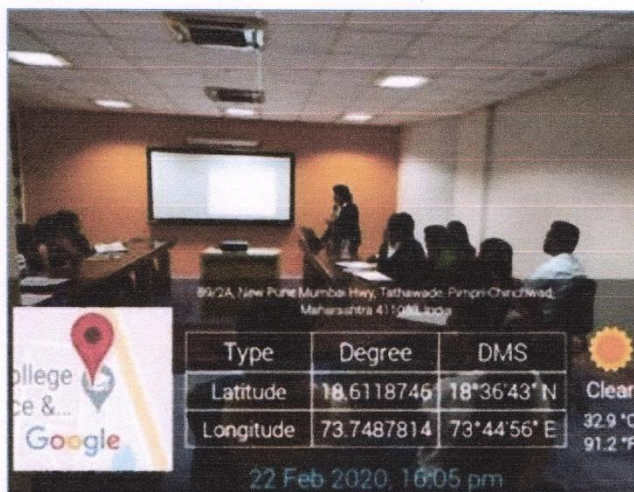 89/2A, New Pune Mumbai Hwy, Tathawade, Pimpri-Chinchwad,
Maharashtra India
Type Degree DMS
Latitude 18.6118746 18°36'43" N
Longitude 73.7487814 73°44'56" E
ollege
ce &...
Google
Clear
32.9 °C
91.2 °F
22 Feb 2020, 16:05 pm